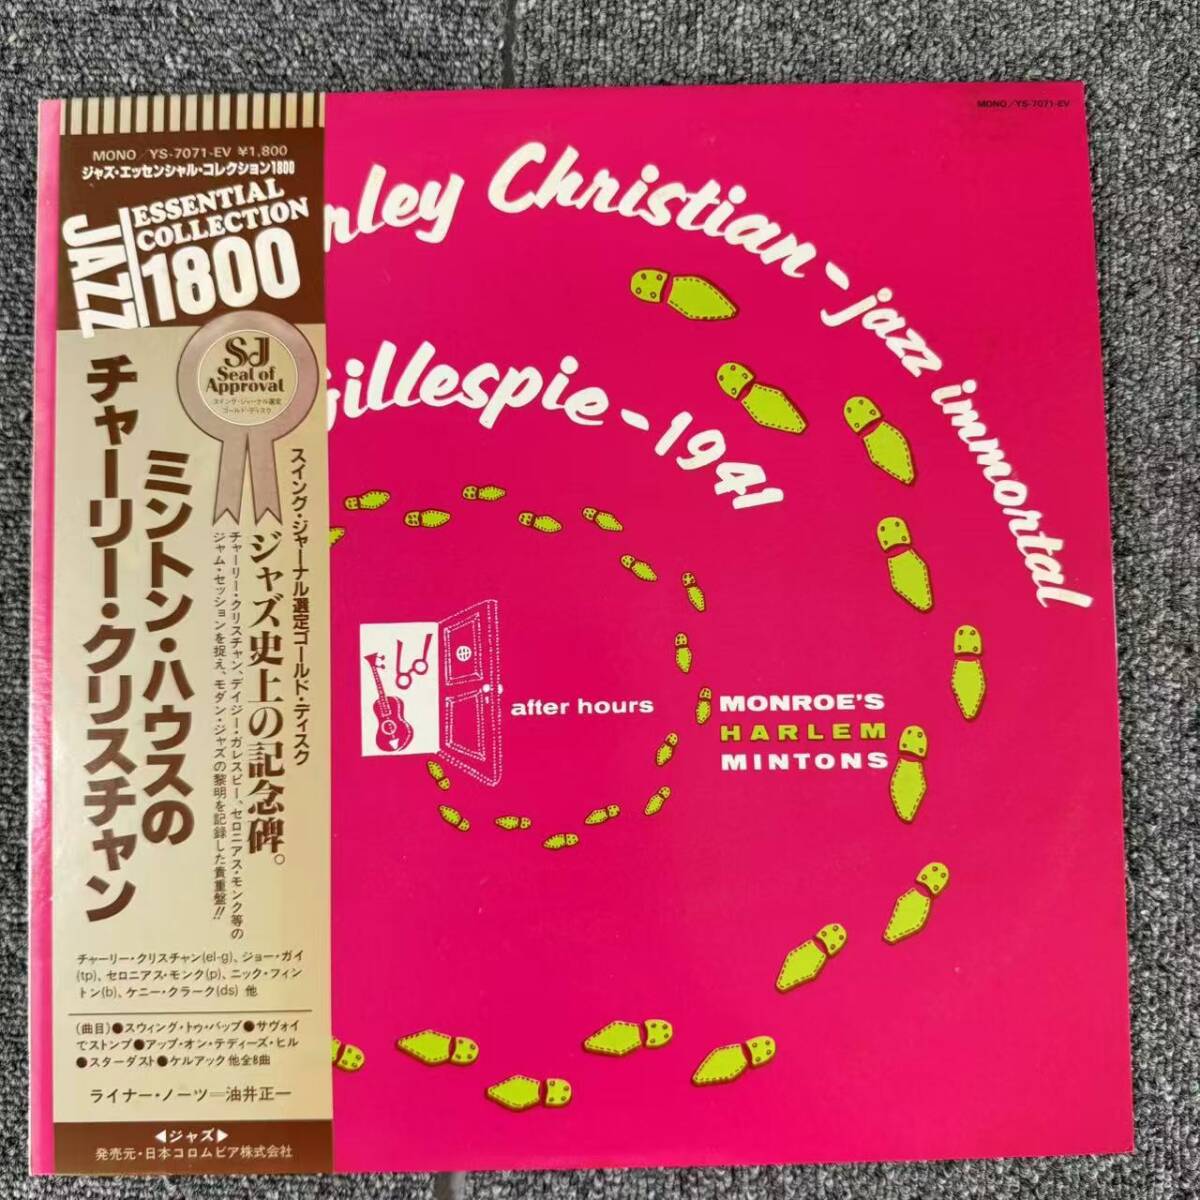 MONO/YS-7071-EV ¥1,800
ジャズ・エッセンシャル・コレクション1800
JAZZ
ESSENTIAL
COLLECTION
1800
SJ
Seal of
Approval
スイング・ジャーナル選定
ゴールド・ディスク
スイング・ジャーナル選定ゴールド・ディスク
ジャズ史上の記念碑。
チャーリー・クリスチャン、ディジー・ガレスピー、セロニアス・モンク等の
ジャム・セッションを捉え、モダン・ジャズの黎明を記録した貴重盤!!
ミントン・ハウスの
チャーリー・クリスチャン
チャーリー・クリスチャン(el-g)、ジョー・ガイ
(tp)、セロニアス・モンク(p)、ニック・フィン
トン(b)、ケニー・クラーク(ds) 他
(曲目)●スウィング・トゥ・バップ●サヴォイ
でストンプ●アップ・オン・テディーズ・ヒル
●スターダスト●ケルアック他全8曲
ライナー・ノーツ=油井正一
◀ジャズ▶
発売元・日本コロムビア株式会社
MONO/YS-7071-EV
rley Christian-jazz immortal
Gillespie-1941
after hours
MONROE'S
HARLEM
MINTONS